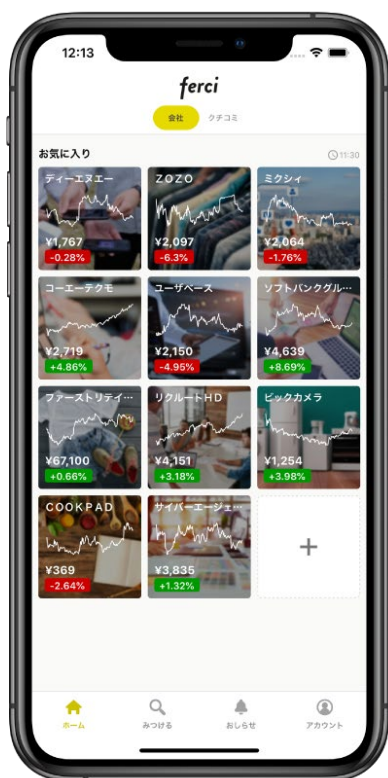 12:13
ferci
会社
クチコミ
お気に入り
11:30
ディーエヌエー
¥1,767
-0.28%
ZOZO
¥2,097
-6.3%
ミクシィ
¥2,064
-1.76%
コーエーテクモ
¥2,719
+4.86%
ユーザベース
¥2,150
-4.95%
ソフトバンクグル…
¥4,639
+8.69%
ファーストリテイ…
¥67,100
+0.66%
リクルートHD
¥4,151
+3.18%
ビックカメラ
¥1,254
+3.98%
COOKPAD
¥369
-2.64%
サイバーエージェ…
¥3,835
+1.32%
+
ホーム
みつける
おしらせ
アカウント